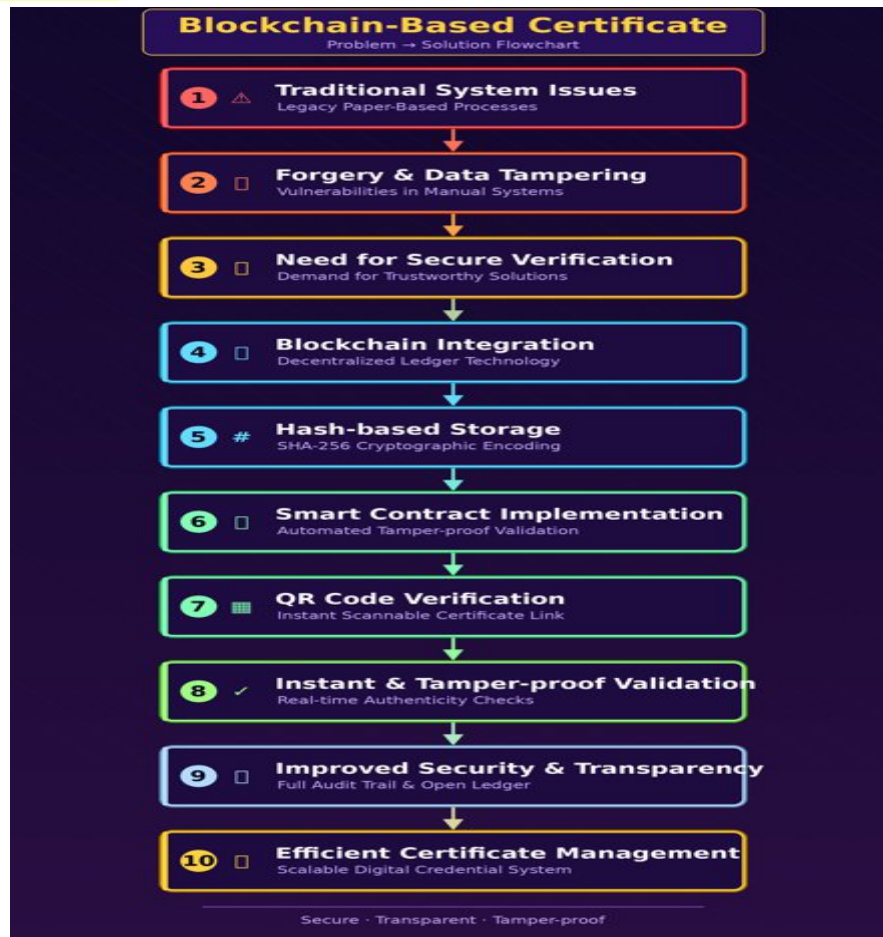 Blockchain-Based Certificate
Problem → Solution Flowchart
1 ⚠ Traditional System Issues
Legacy Paper-Based Processes
2 Forgery & Data Tampering
Vulnerabilities in Manual Systems
3 Need for Secure Verification
Demand for Trustworthy Solutions
4 Blockchain Integration
Decentralized Ledger Technology
5 # Hash-based Storage
SHA-256 Cryptographic Encoding
6 Smart Contract Implementation
Automated Tamper-proof Validation
7 ▦ QR Code Verification
Instant Scannable Certificate Link
8 ✓ Instant & Tamper-proof Validation
Real-time Authenticity Checks
9 Improved Security & Transparency
Full Audit Trail & Open Ledger
10 Efficient Certificate Management
Scalable Digital Credential System
Secure · Transparent · Tamper-proof